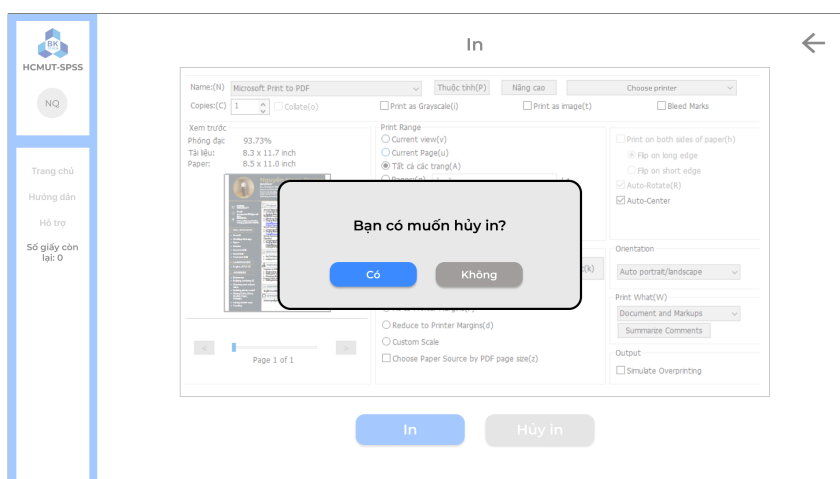 BK
HCMUT-SPSS
NQ
Trang chủ
Hướng dẫn
Hỗ trợ
Số giấy còn
lại: 0
In
Name:(N) Microsoft Print to PDF Thuộc tính(P) Nâng cao Choose printer
Copies:(C) 1 Collate(o) Print as Grayscale(i) Print as image(t) Bleed Marks
Xem trước
Phóng đại: 93.73%
Tài liệu: 8.3 x 11.7 inch
Paper: 8.5 x 11.0 inch
Print Range
Current view(v)
Current Page(u)
Tất cả các trang(A)
Print on both sides of paper(h)
Flip on long edge
Flip on short edge
Auto-Rotate(R)
Auto-Center
Bạn có muốn hủy in?
Có
Không
(k)
Reduce to Printer Margins(d)
Custom Scale
Choose Paper Source by PDF page size(z)
Orientation
Auto portrait/landscape
Print What(W)
Document and Markups
Summarize Comments
Output
Simulate Overprinting
< >
Page 1 of 1
In
Hủy in